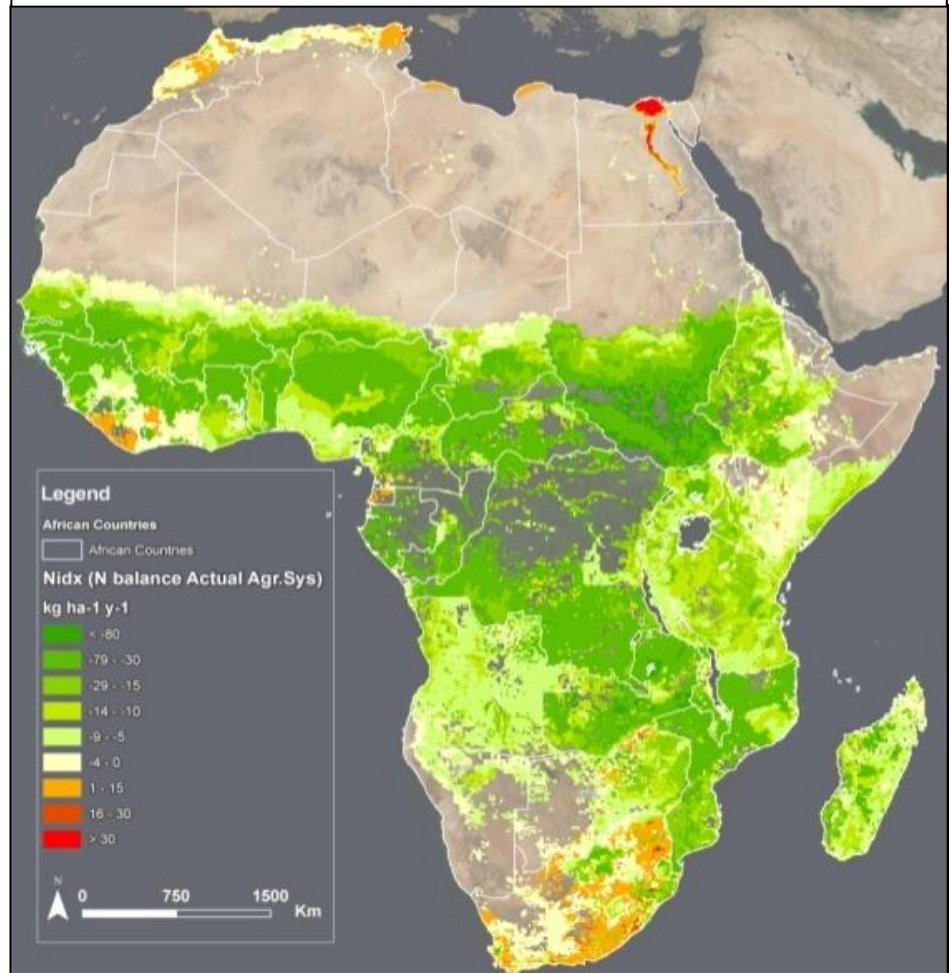 Legend
African Countries
African Countries
Nidx (N balance Actual Agr.Sys)
kg ha-1 y-1
< -80
-79 - -30
-29 - -15
-14 - -10
-9 - -5
-4 - 0
1 - 15
16 - 30
> 30
N
0 750 1500
Km